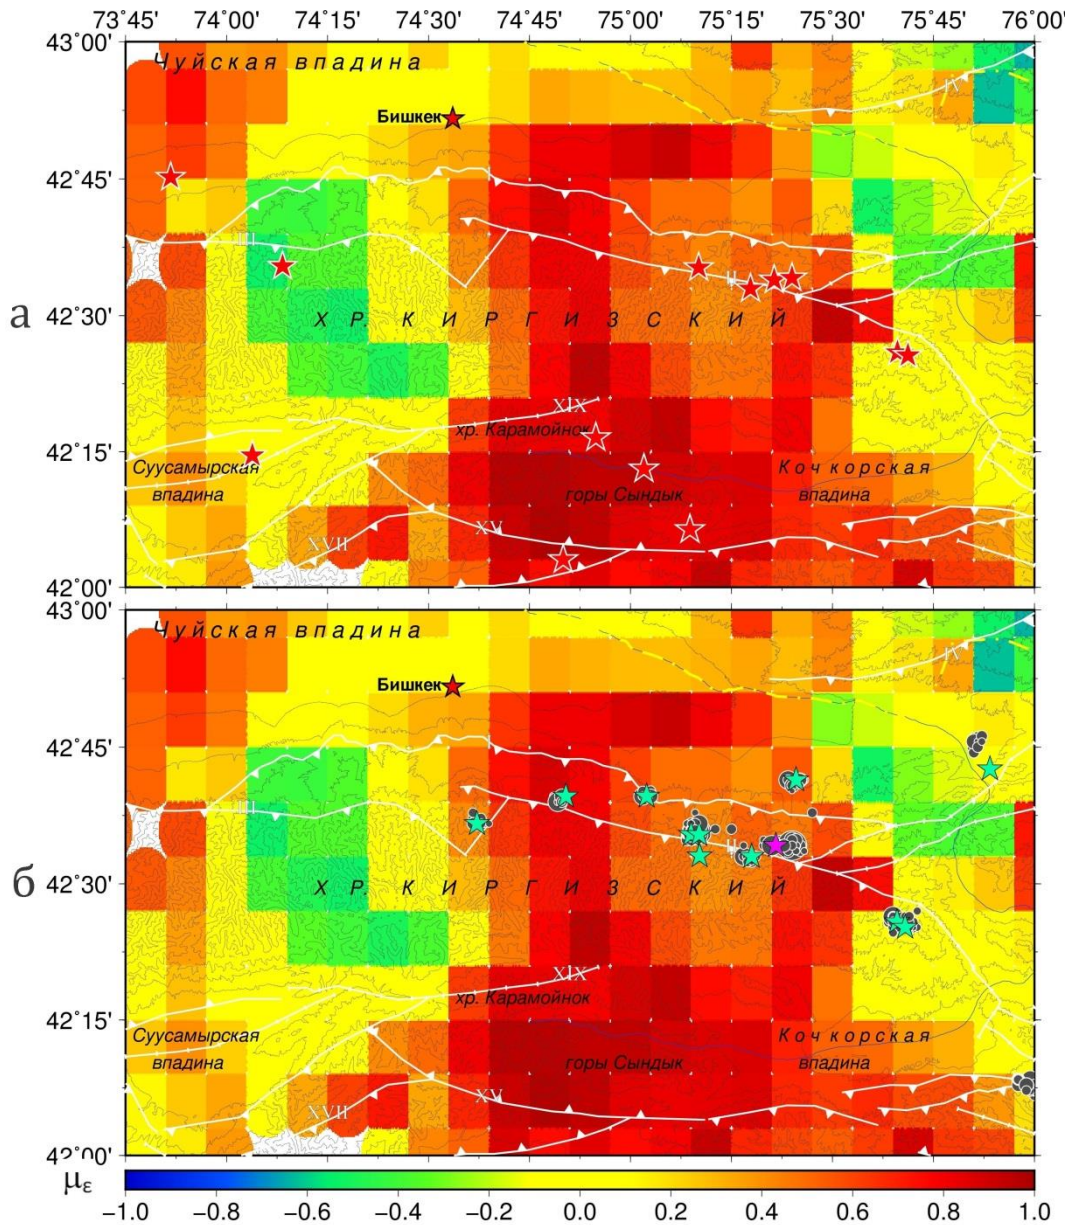 73˚45' 74˚00' 74˚15' 74˚30' 74˚45' 75˚00' 75˚15' 75˚30' 75˚45' 76˚00'
43˚00'
Чуйская впадина
IV
Бишкек
42˚45'
III
II
а
42˚30'
ХР. КИРГИЗСКИЙ
XIX
хр. Карамойнок
42˚15'
Суусамырская
впадина
горы Сындык
Кочкорская
впадина
XV
XVII
42˚00'
43˚00'
Чуйская впадина
IV
Бишкек
42˚45'
III
II
б
42˚30'
ХР. КИРГИЗСКИЙ
XIX
хр. Карамойнок
42˚15'
Суусамырская
впадина
горы Сындык
Кочкорская
впадина
XV
XVII
42˚00'
με
−1.0 −0.8 −0.6 −0.4 −0.2 0.0 0.2 0.4 0.6 0.8 1.0